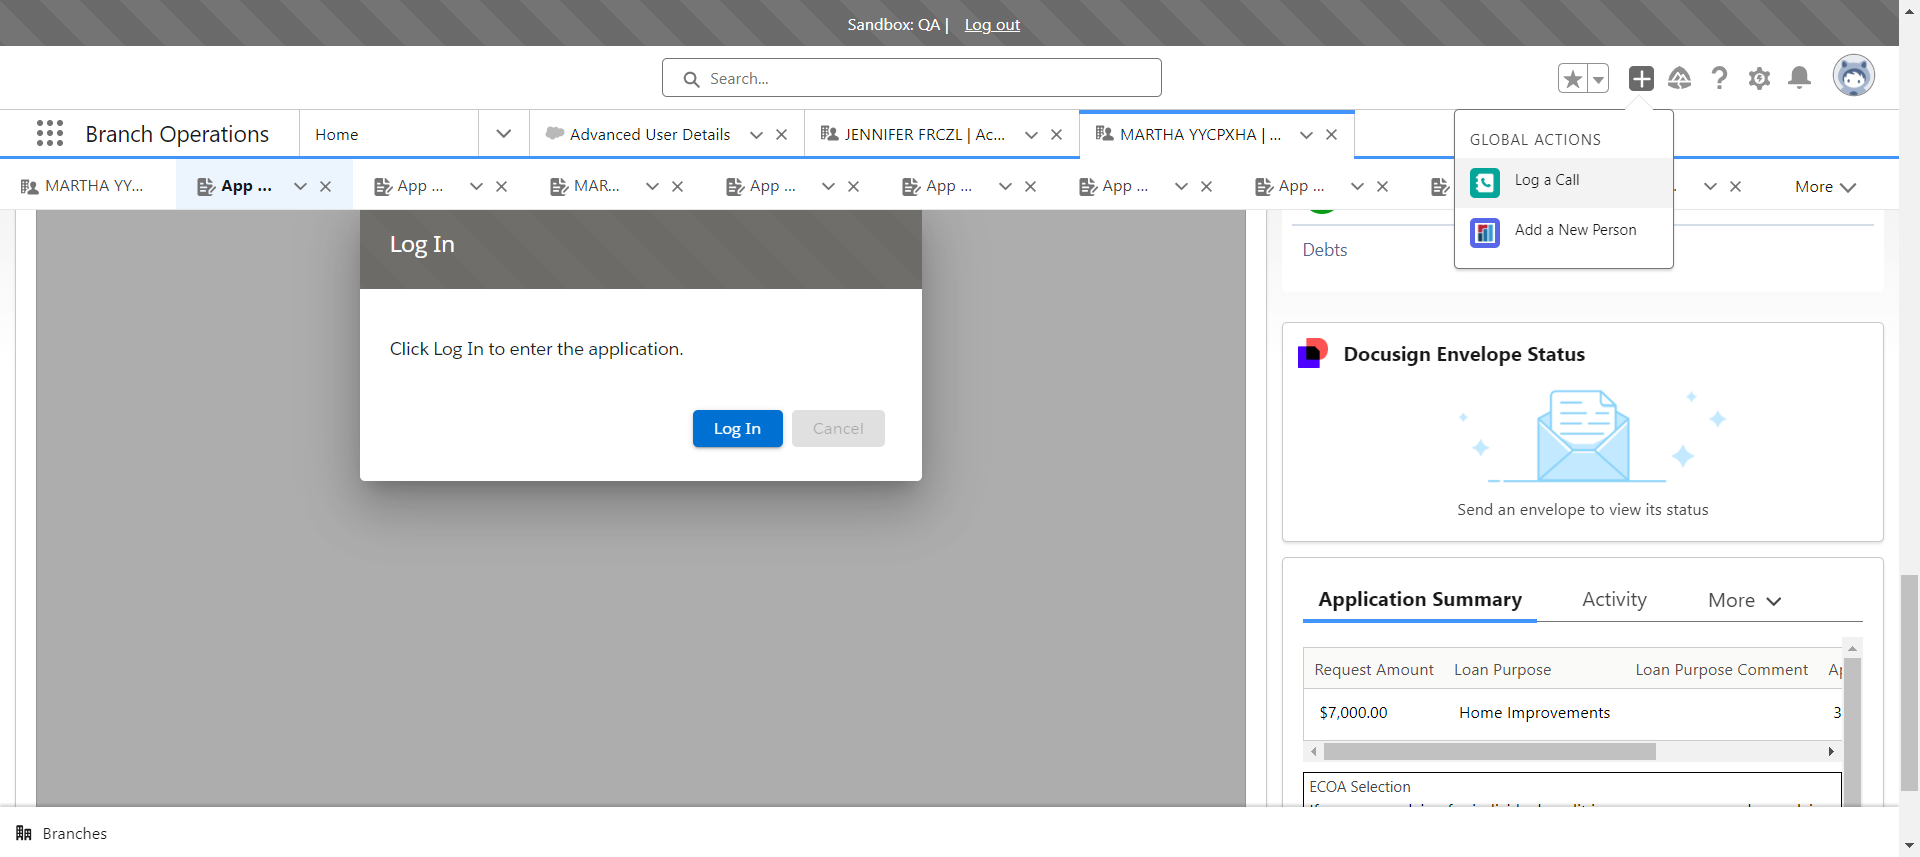 Sandbox: QA | Log out
Search...
Branch Operations
Home
Advanced User Details
JENNIFER FRCZL | Ac...
MARTHA YYCPXHA | ...
GLOBAL ACTIONS
Log a Call
Add a New Person
MARTHA YY...
App ...
App ...
MAR...
App ...
App ...
App ...
App ...
More
Log In
Click Log In to enter the application.
Log In
Cancel
Debts
Docusign Envelope Status
Send an envelope to view its status
Application Summary
Activity
More
Request Amount
Loan Purpose
Loan Purpose Comment
$7,000.00
Home Improvements
3
ECOA Selection
Branches